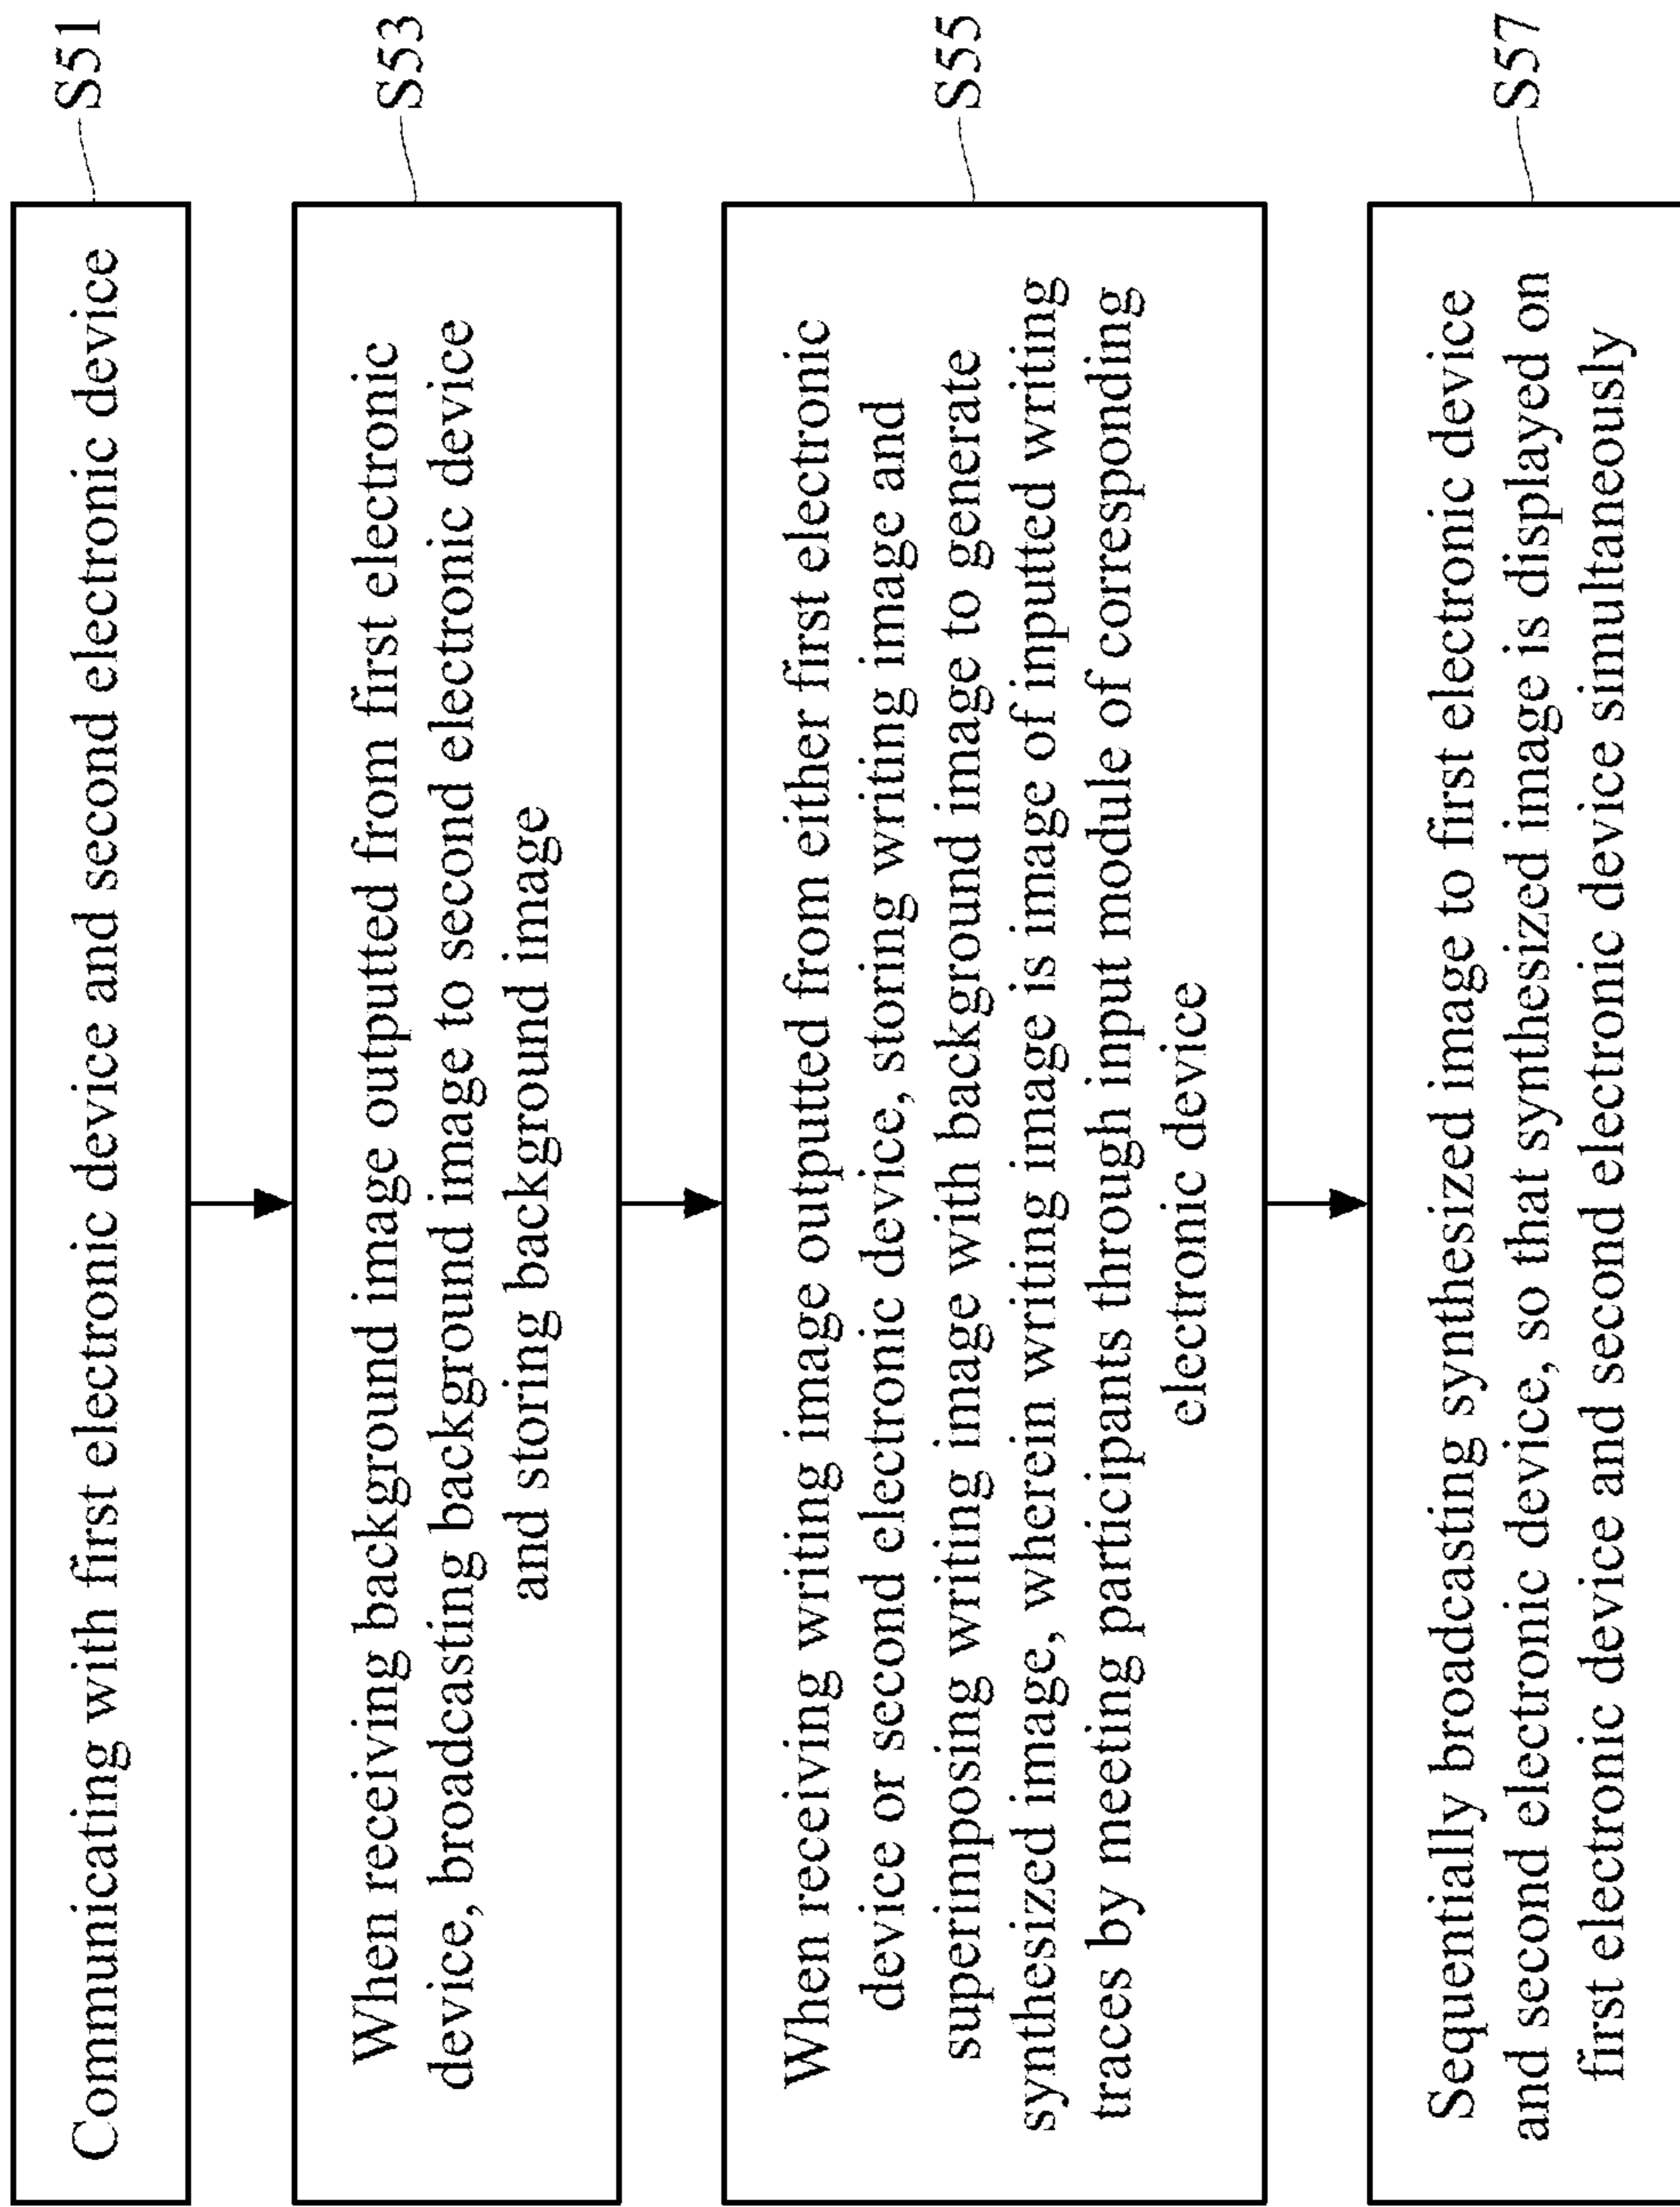 Communicating with first electronic device and second electronic device
S51
When receiving background image outputted from first electronic
device, broadcasting background image to second electronic device
and storing background image
S53
When receiving writing image outputted from either first electronic
device or second electronic device, storing writing image and
superimposing writing image with background image to generate
synthesized image, wherein writing image is image of inputted writing
traces by meeting participants through input module of corresponding
electronic device
S55
Sequentially broadcasting synthesized image to first electronic device
and second electronic device, so that synthesized image is displayed on
first electronic device and second electronic device simultaneously
S57